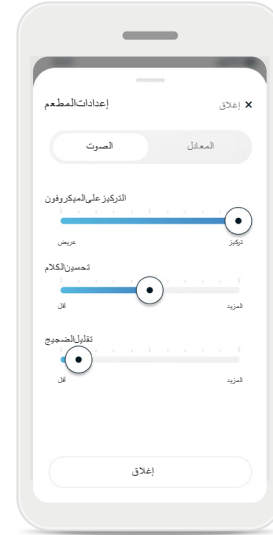 إعدادات المطعم
× إغلاق
الصوت
المعادل
التركيز على الميكروفون
عريض
تركيز
تحسين الكلام
أقل
المزيد
تقليل الضجيج
أقل
المزيد
إغلاق